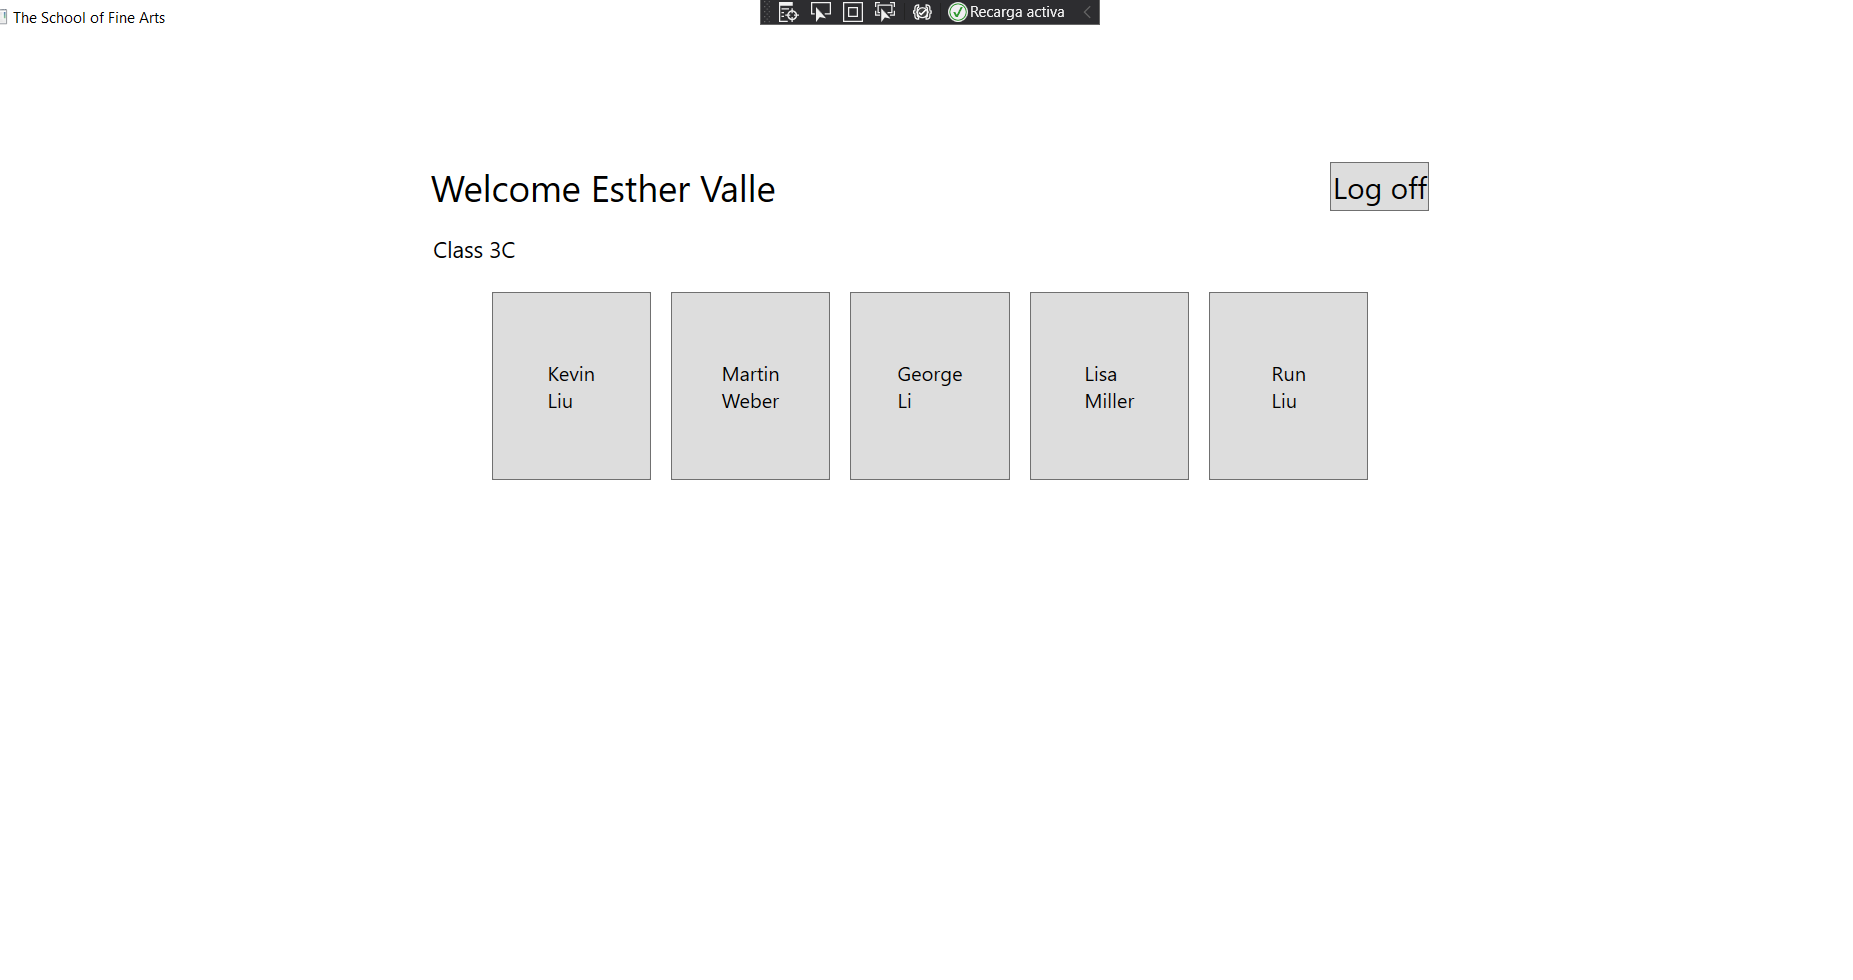 The School of Fine Arts
Recarga activa
Welcome Esther Valle
Log off
Class 3C
Kevin
Liu
Martin
Weber
George
Li
Lisa
Miller
Run
Liu